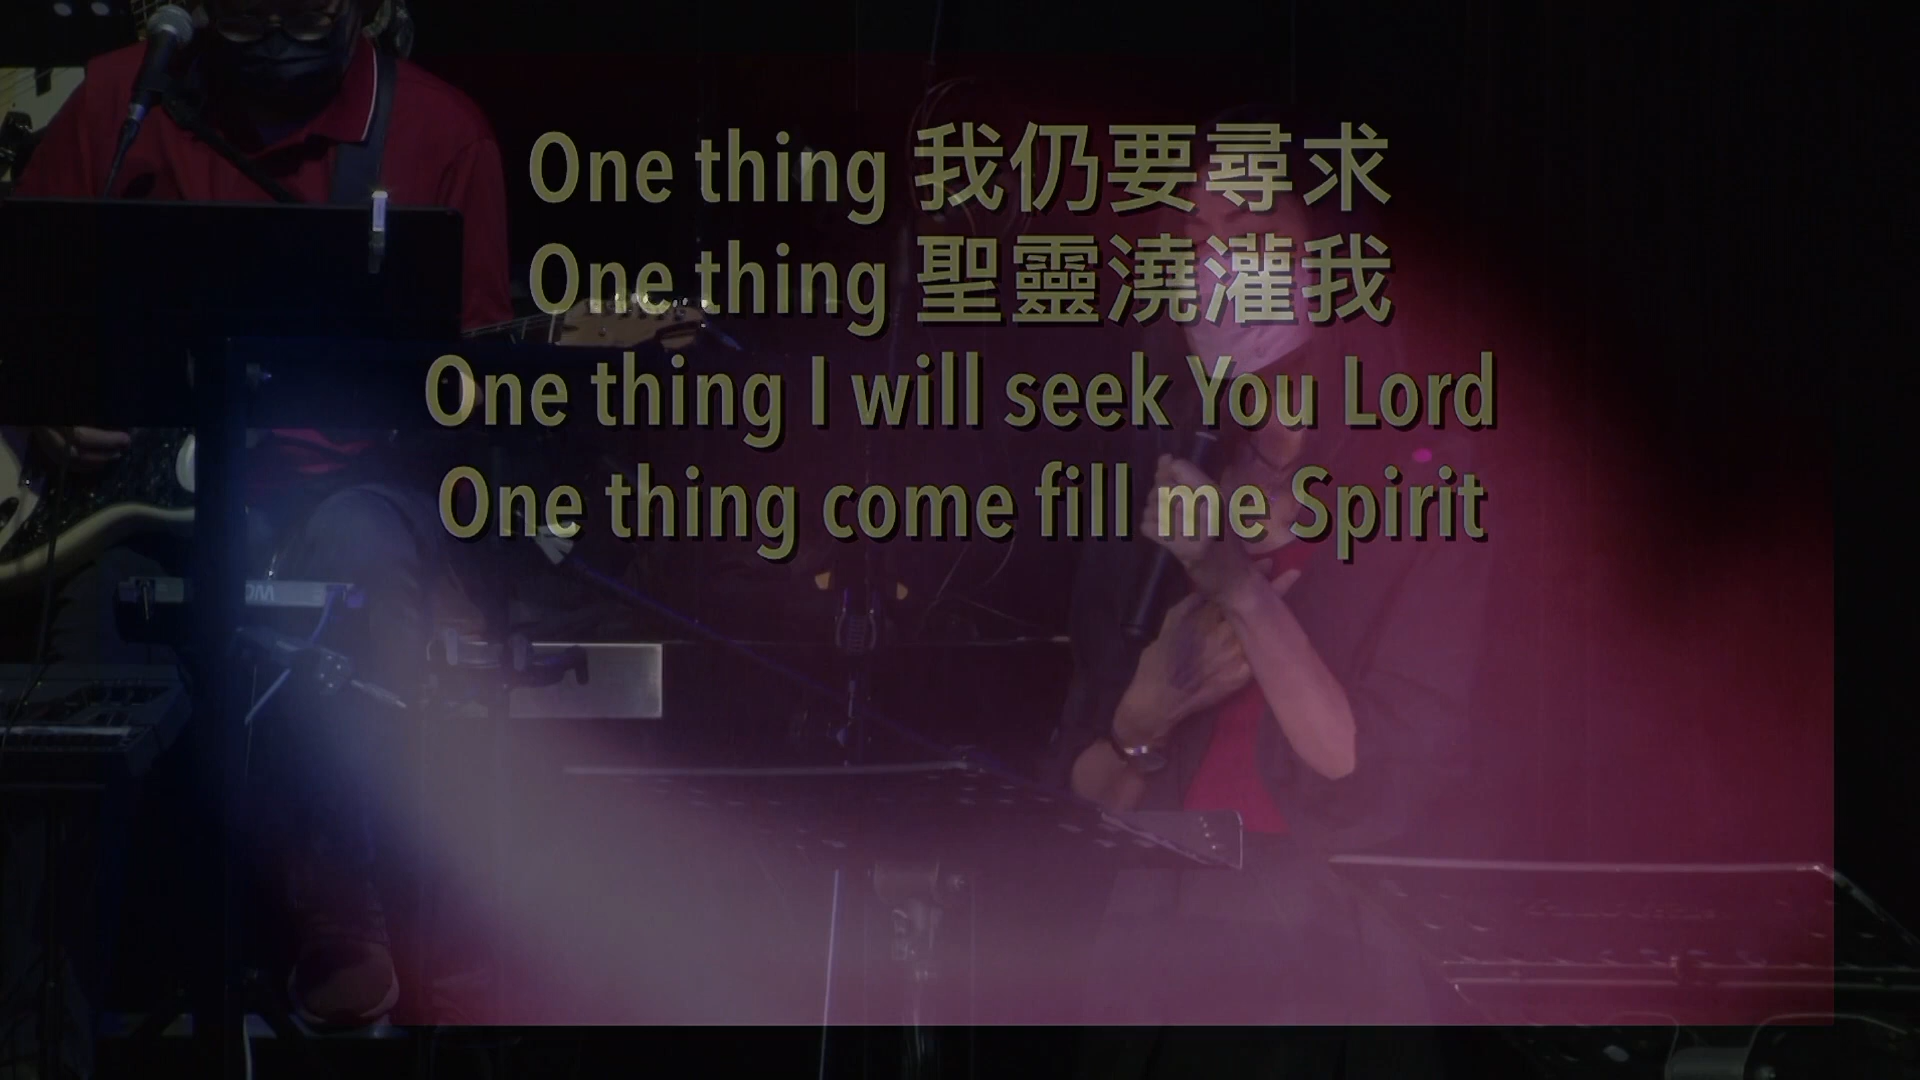 One thing 我仍要尋求
One thing 聖靈澆灌我
One thing I will seek You Lord
One thing come fill me Spirit